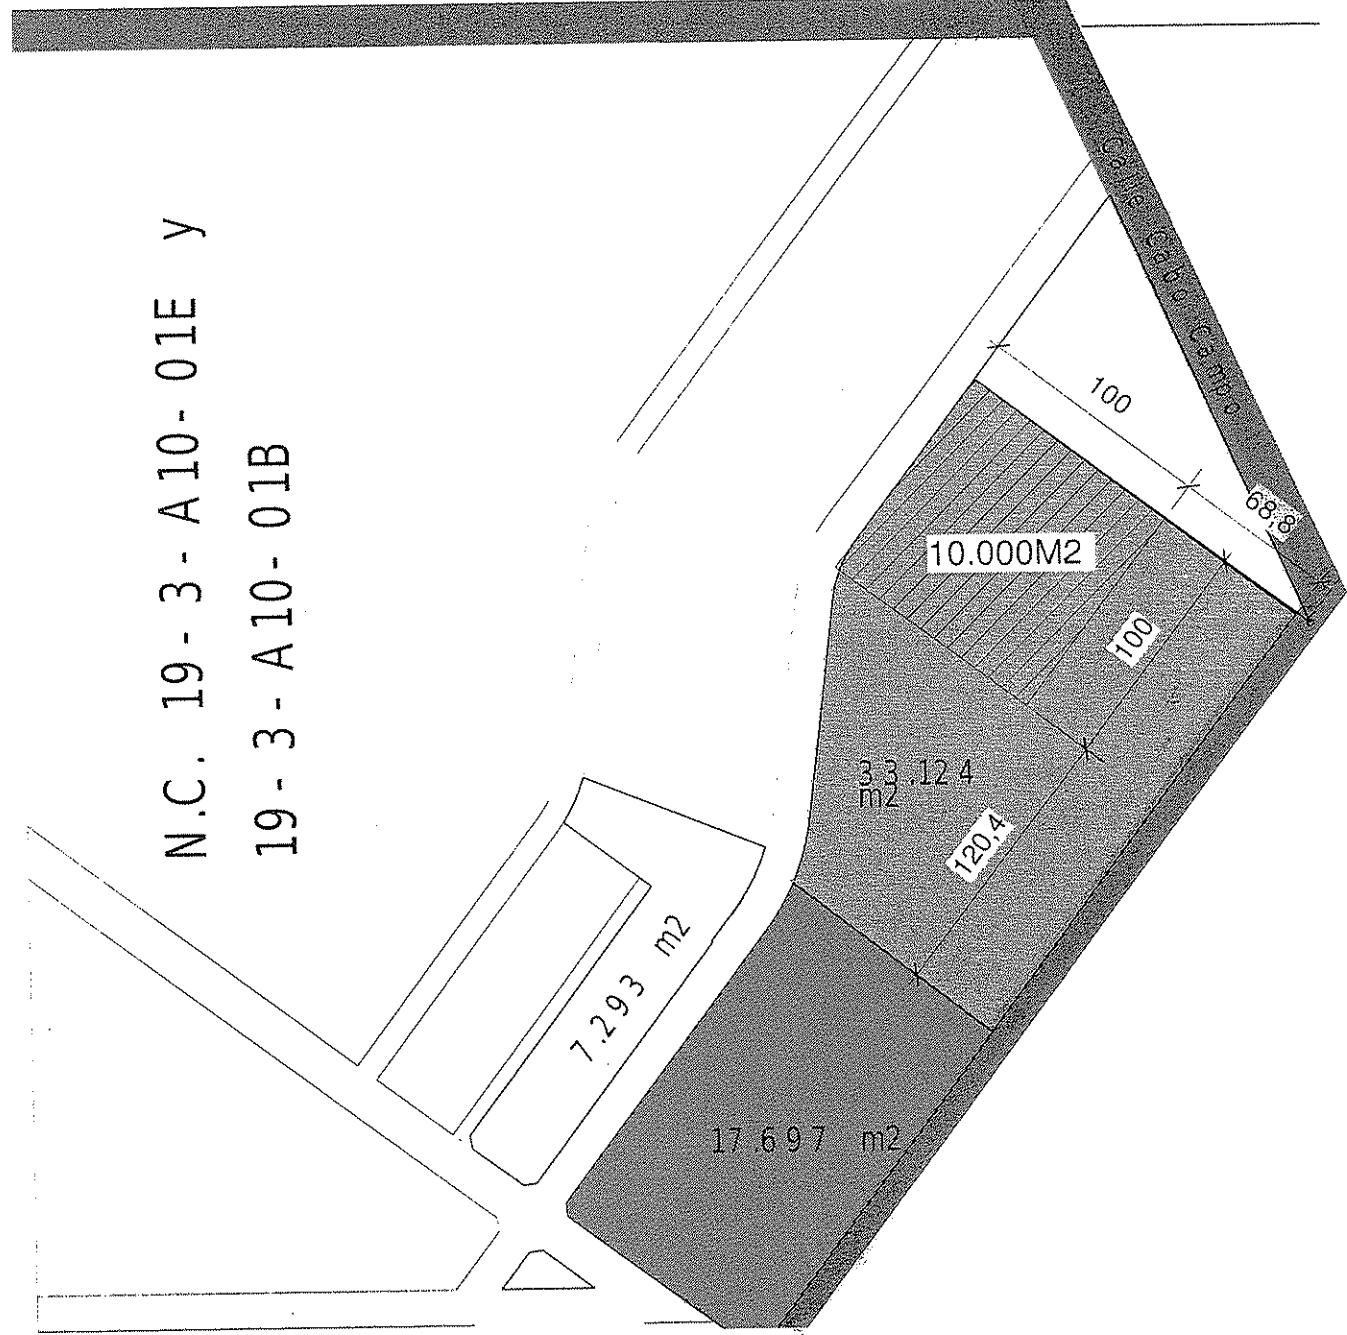 N.C. 19-3-A10-01E y
19-3-A10-01B
Calle Cabo Campo
100
68,8
10.000M2
100
33.124
m2
120,4
7.293 m2
17.697 m2